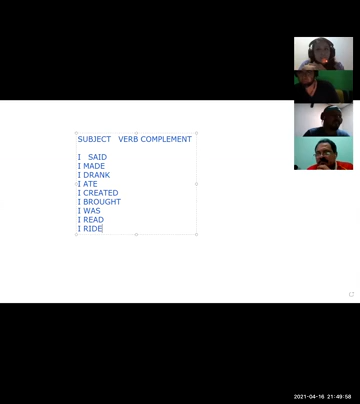 SUBJECT VERB COMPLEMENT
I SAID
I MADE
I DRANK
I ATE
I CREATED
I BROUGHT
I WAS
I READ
I RIDE
2021-04-16 21:49:58